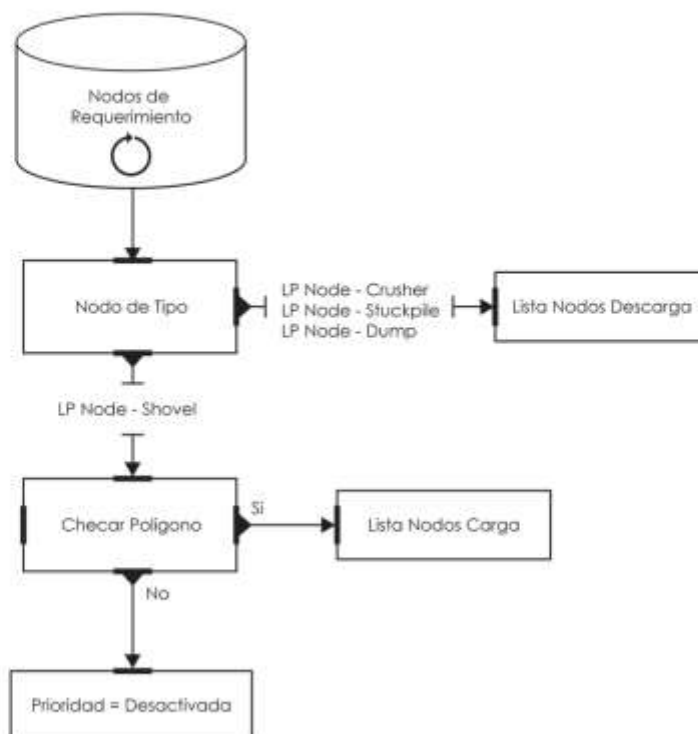 Nodos de
Requerimiento
Nodo de Tipo
LP Node - Crusher
LP Node - Stuckpile
LP Node - Dump
Lista Nodos Descarga
LP Node - Shovel
Checar Polígono
Si
Lista Nodos Carga
No
Prioridad = Desactivada